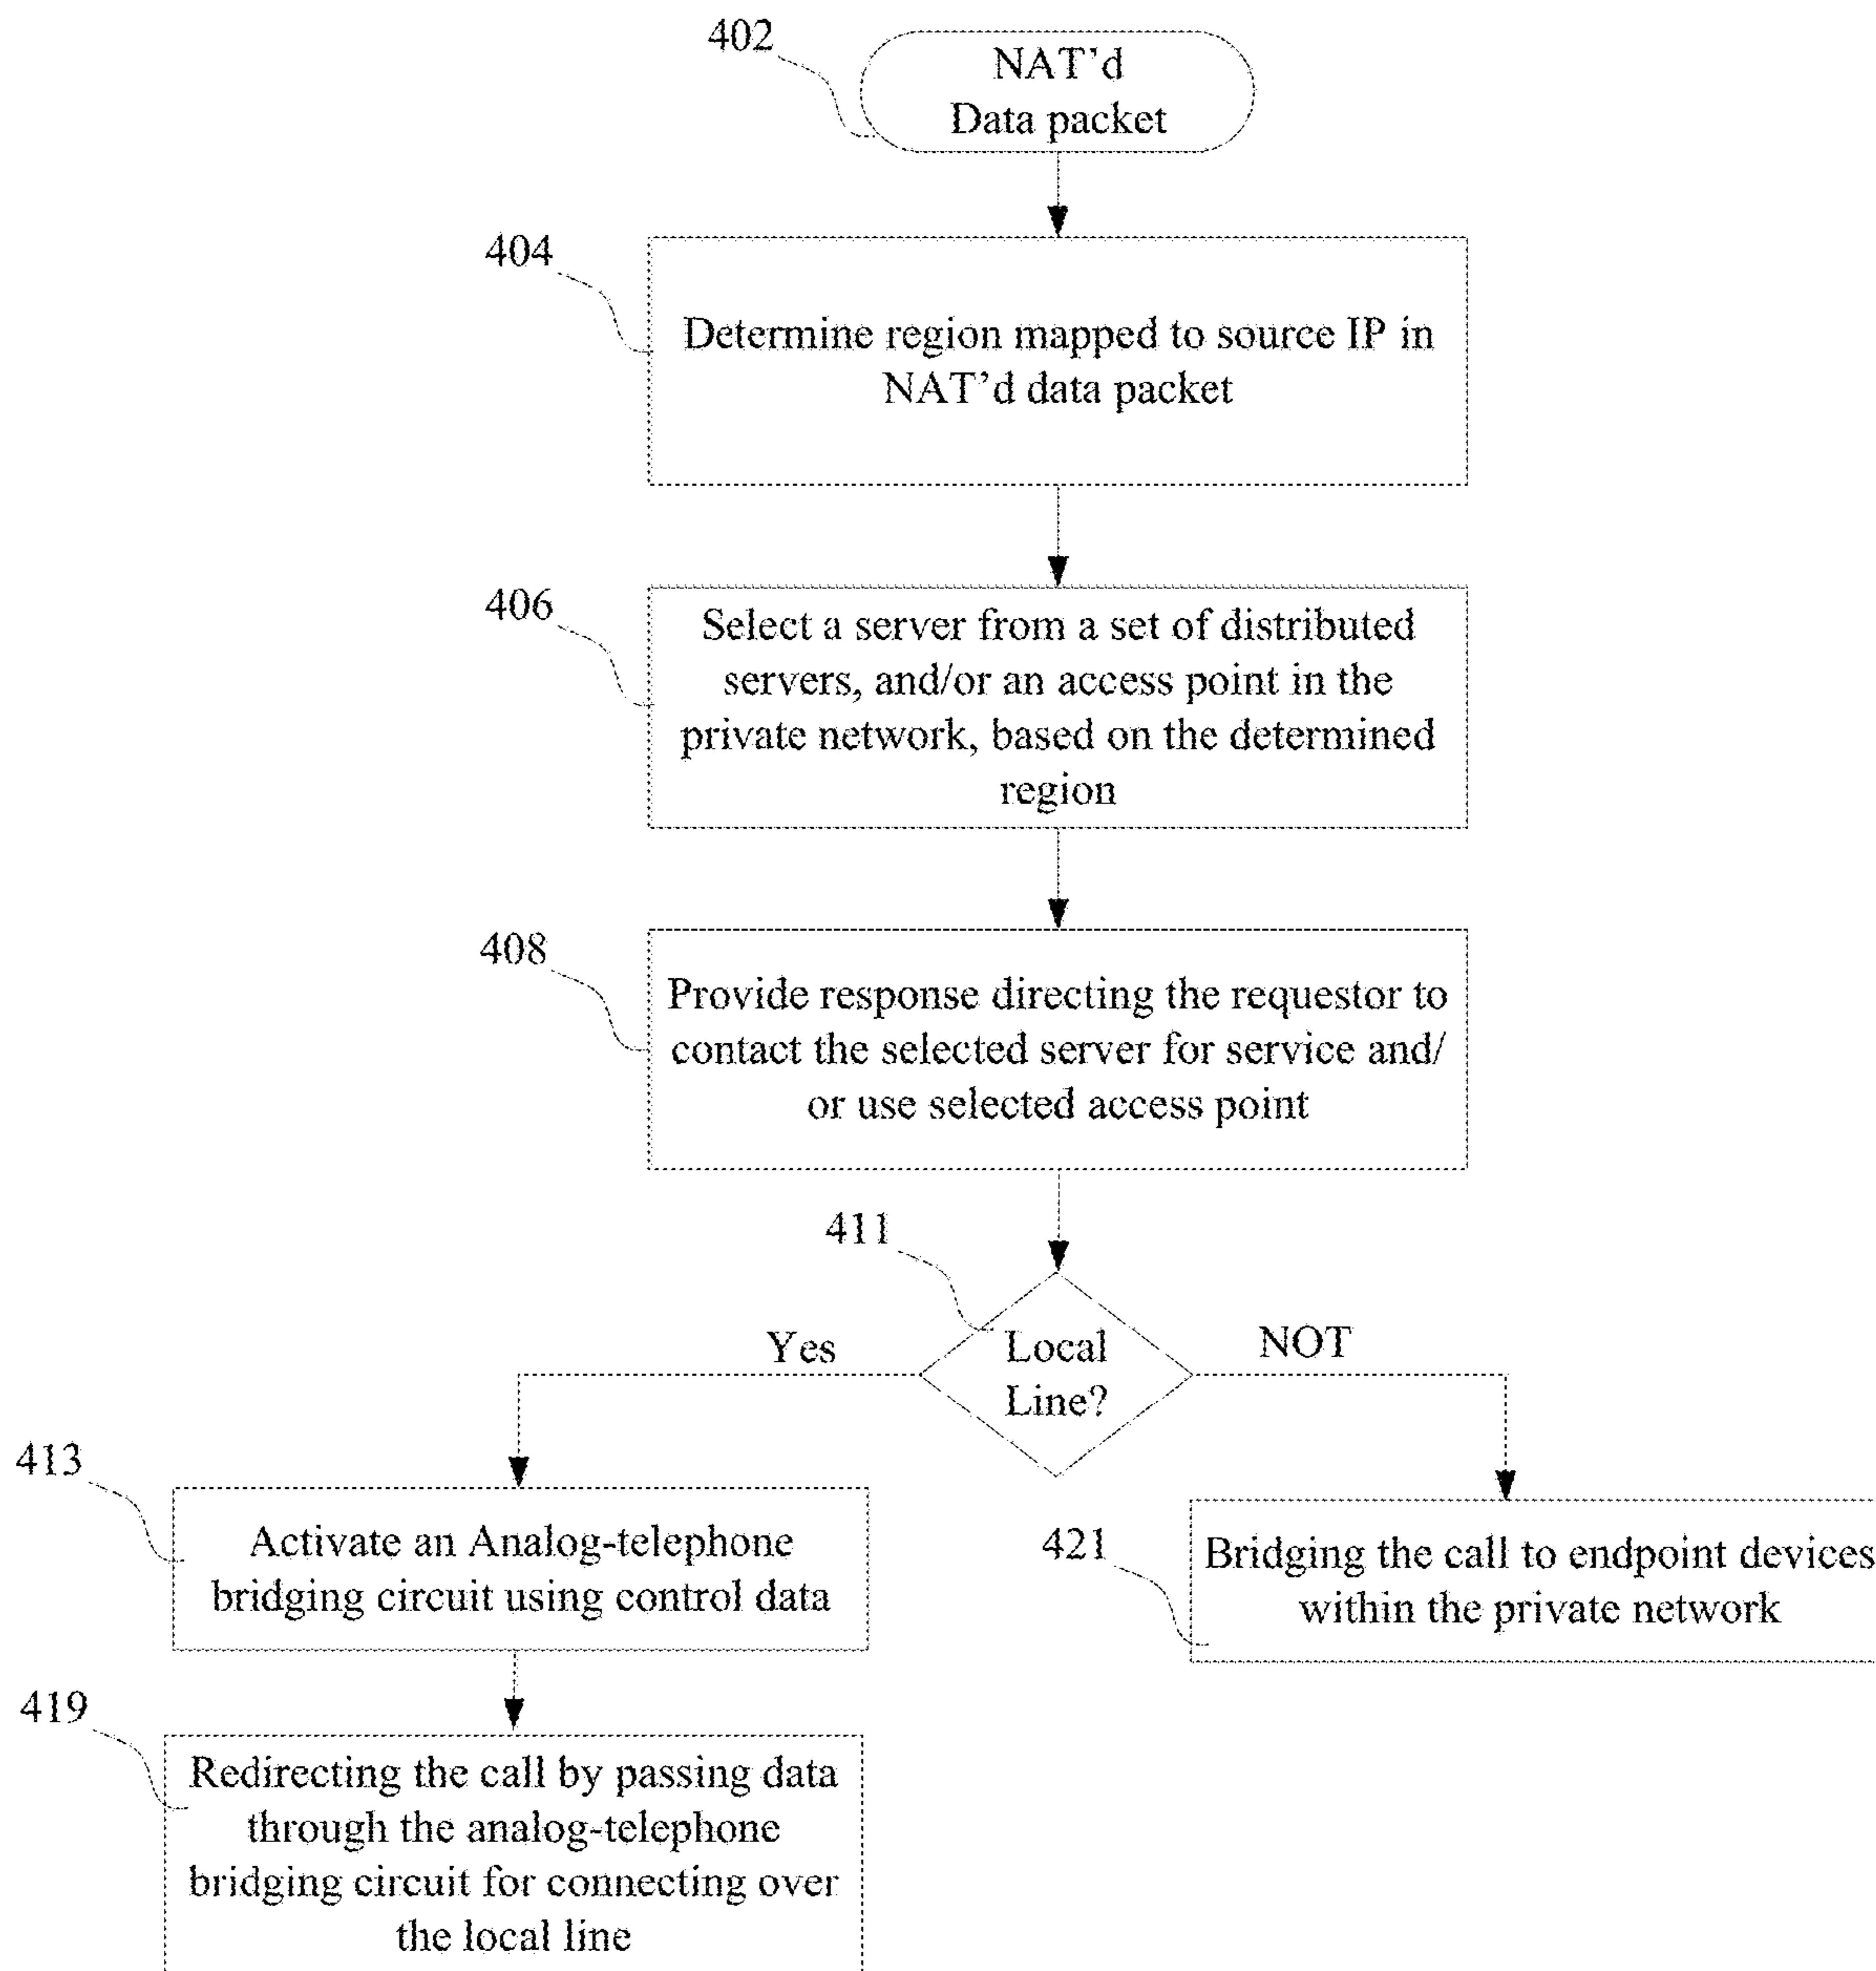 402
NAT'd
Data packet
404
Determine region mapped to source IP in
NAT'd data packet
406
Select a server from a set of distributed
servers, and/or an access point in the
private network, based on the determined
region
408
Provide response directing the requestor to
contact the selected server for service and/
or use selected access point
411
Local
Line?
Yes
NOT
413
Activate an Analog-telephone
bridging circuit using control data
421
Bridging the call to endpoint devices
within the private network
419
Redirecting the call by passing data
through the analog-telephone
bridging circuit for connecting over
the local line